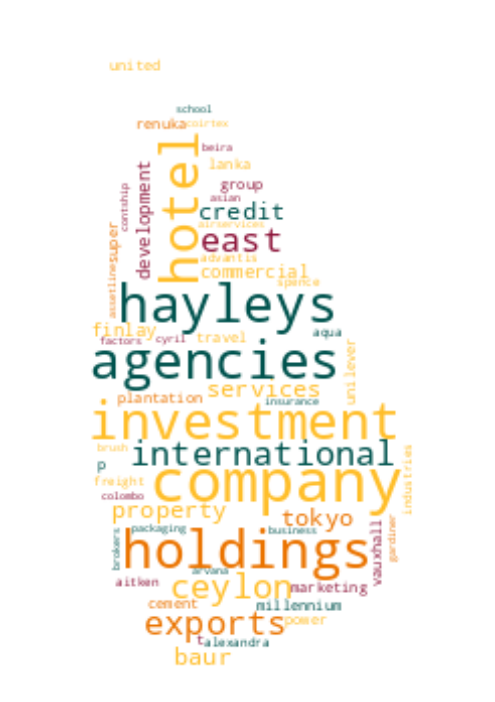 united
school
renuka coirtex
hotel
beira
lanka
development
group
contship
asian
credit
airservices
super
east
advantis
assetline
commercial
spence
hayleys
finlay
aqua
factors cyril travel
agencies
unilever
services
plantation
insurance
investment
brush
international
p
industries
freight
company
colombo
property
tokyo
gardiner
vauxhall
packaging
business
brokers
holdings
arvana
aitken
ceylon
marketing
cement
millennium
exports
power
t
alexandra
baur